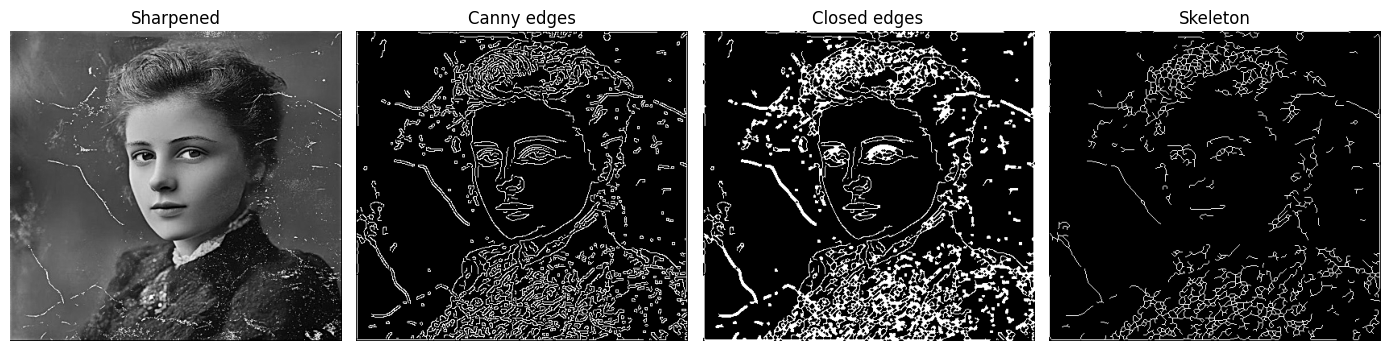 Sharpened
Canny edges
Closed edges
Skeleton